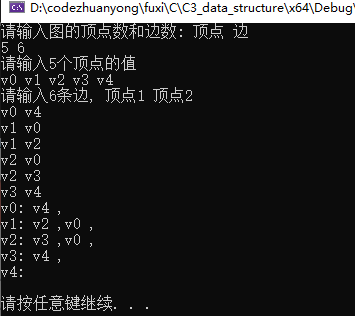 D:\codezhuanyong\fuxi\C\C3_data_structure\x64\Debug\
请输入图的顶点数和边数: 顶点 边
5 6
请输入5个顶点的值
v0 v1 v2 v3 v4
请输入6条边, 顶点1 顶点2
v0 v4
v1 v0
v1 v2
v2 v0
v2 v3
v3 v4
v0: v4 ,
v1: v2 ,v0 ,
v2: v3 ,v0 ,
v3: v4 ,
v4:
请按任意键继续. . .